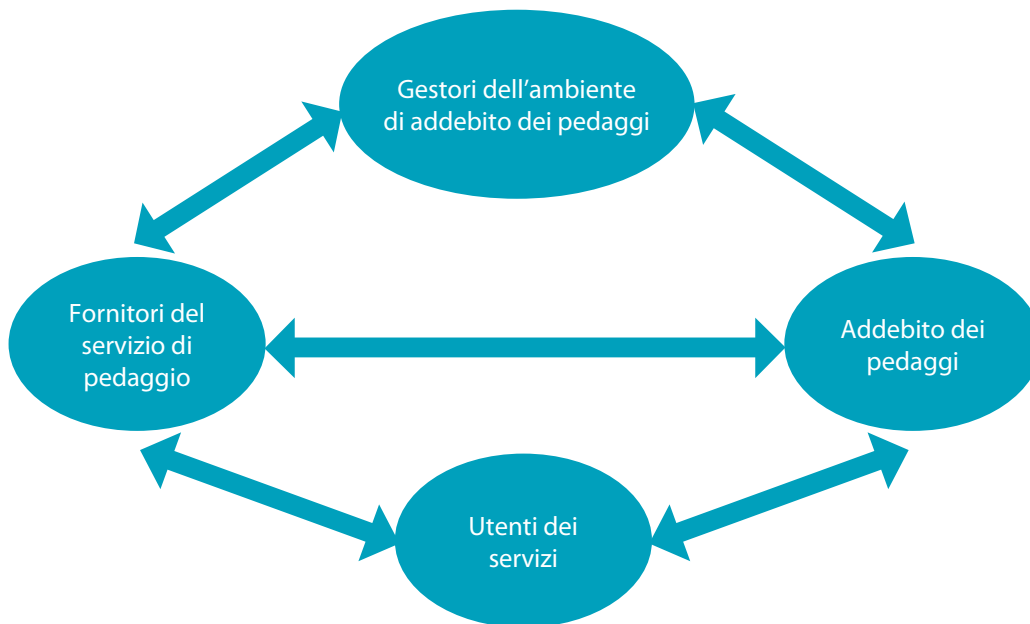 Gestori dell’ambiente
di addebito dei pedaggi
Fornitori del
servizio di
pedaggio
Addebito dei
pedaggi
Utenti dei
servizi